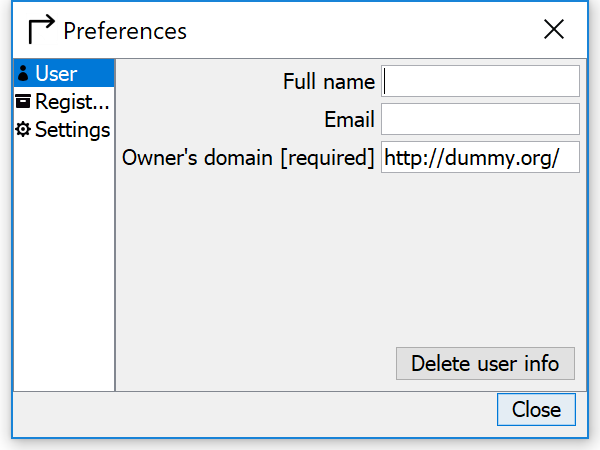 Preferences
User
Regist...
Settings
Full name
Email
Owner's domain [required] http://dummy.org/
Delete user info
Close